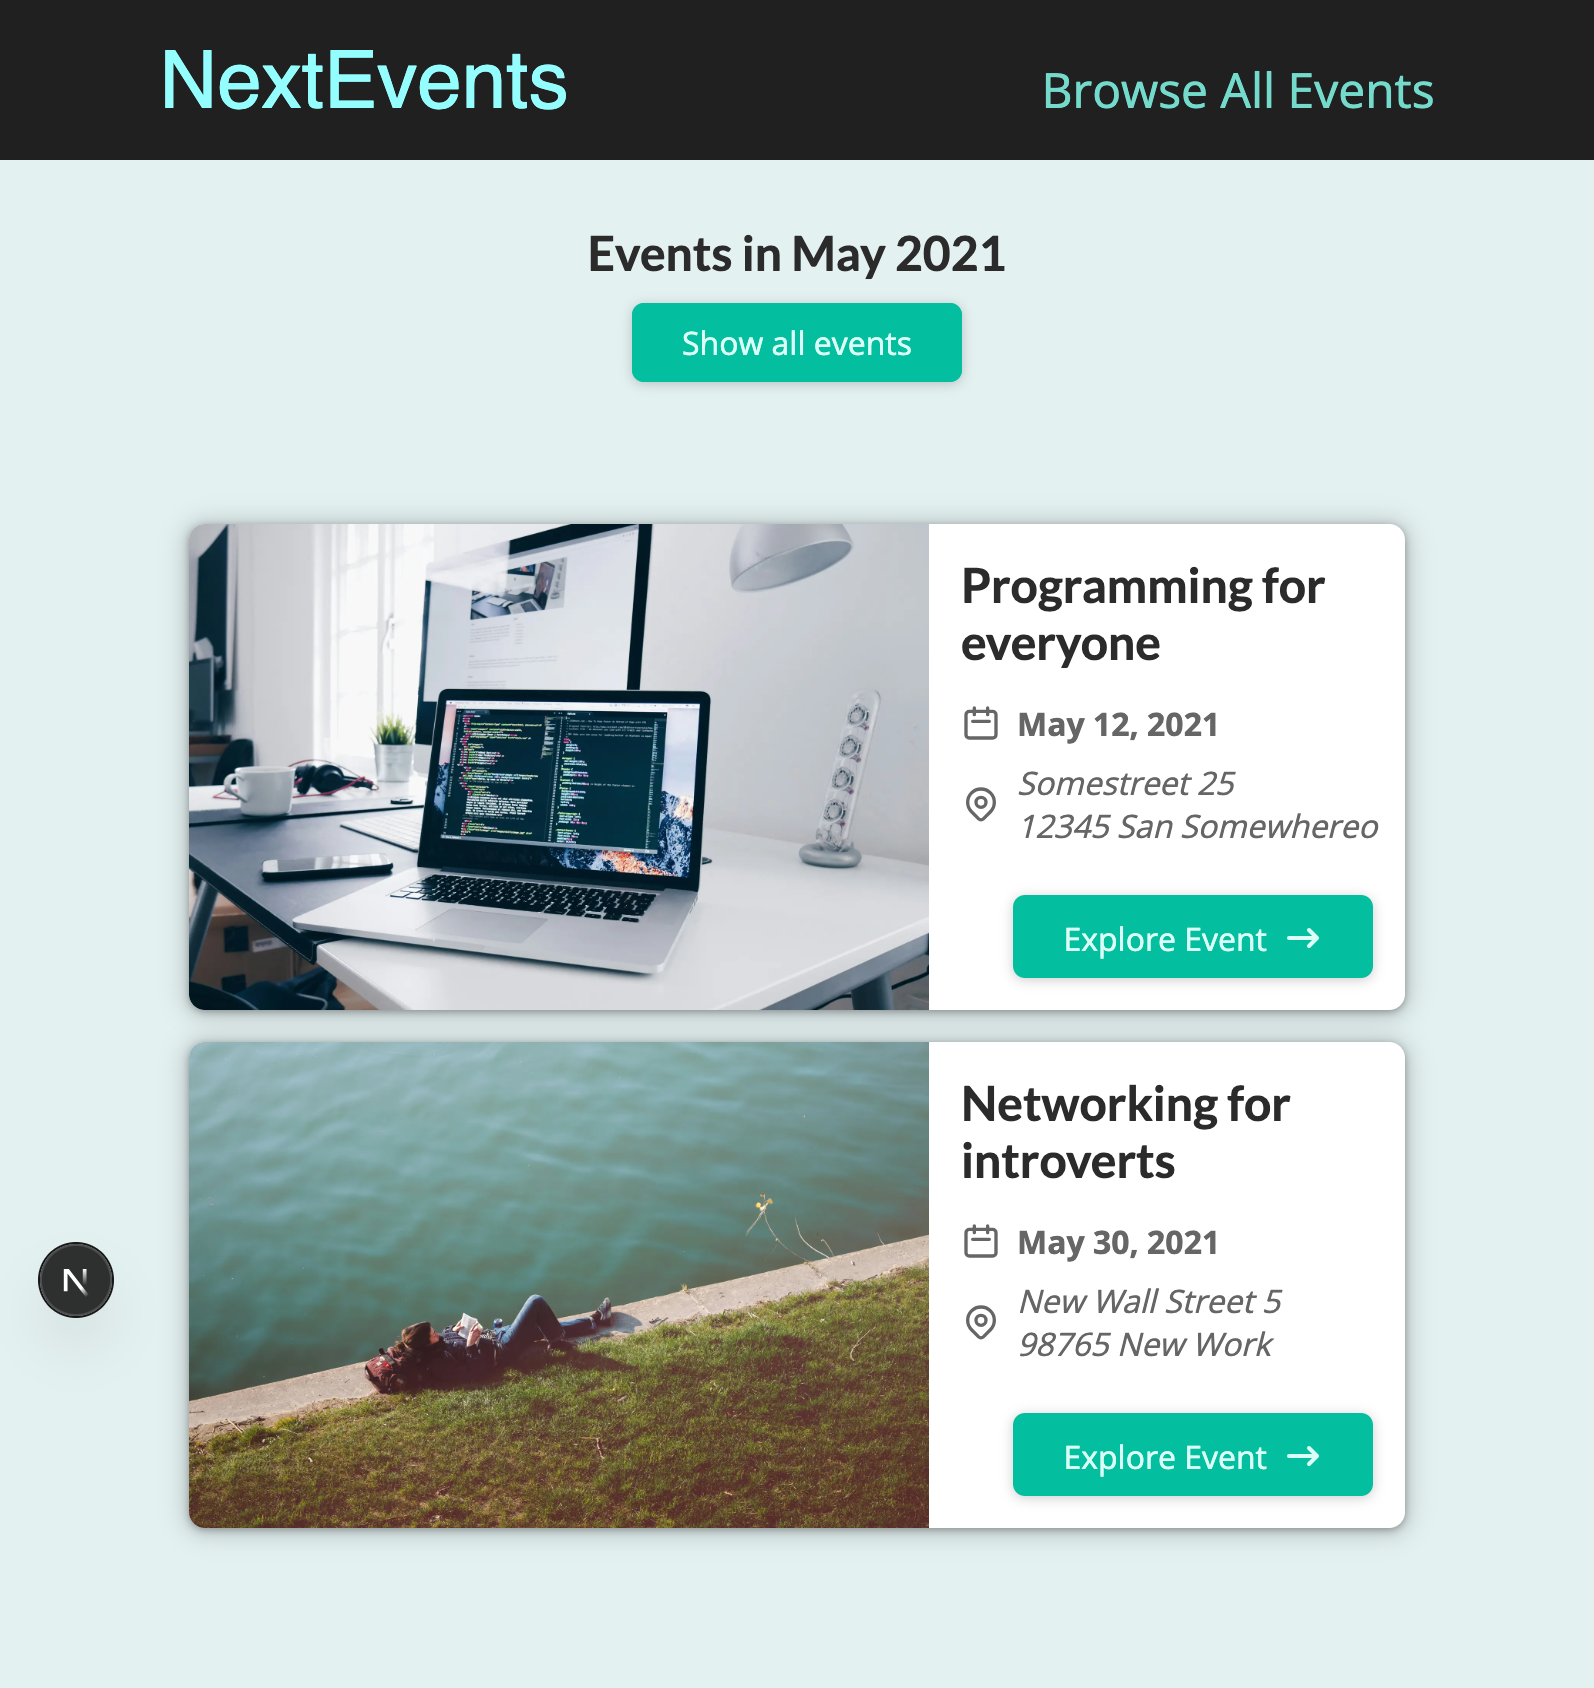 NextEvents
Browse All Events
Events in May 2021
Show all events
Programming for
everyone
May 12, 2021
Somestreet 25
12345 San Somewhereo
Explore Event →
Networking for
introverts
May 30, 2021
New Wall Street 5
98765 New Work
Explore Event →
N